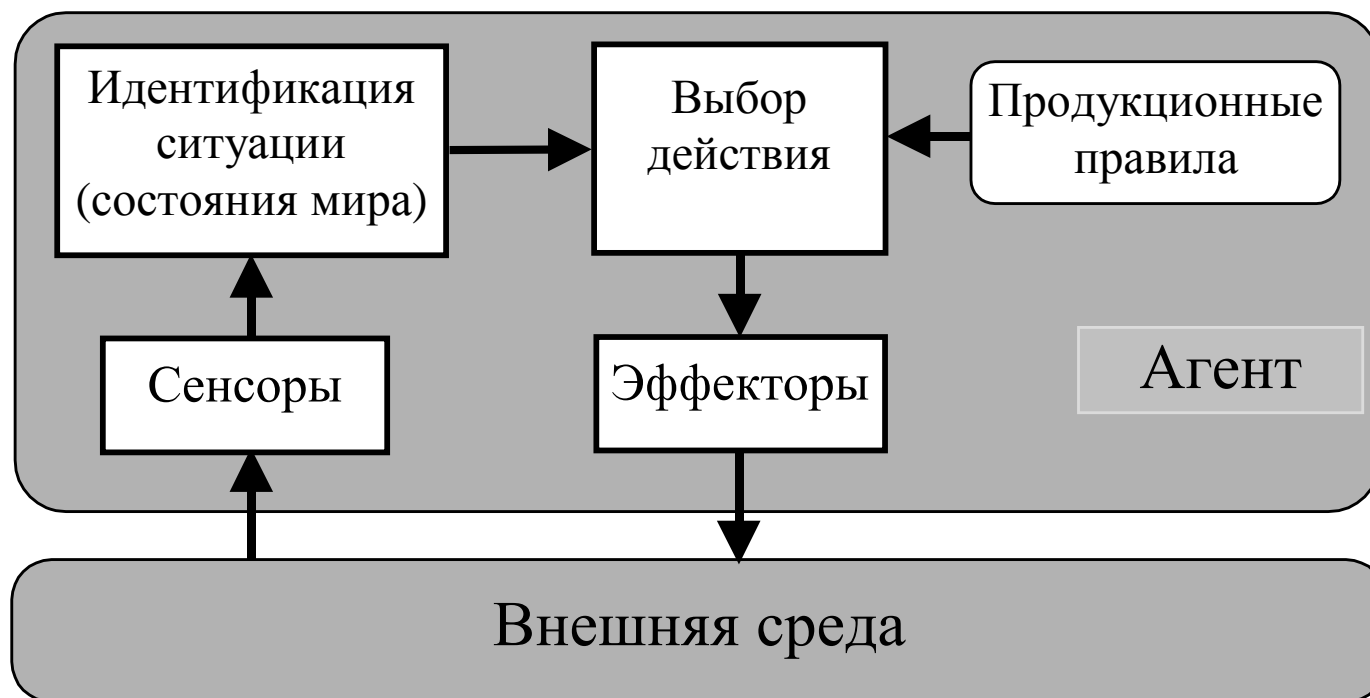 Идентификация
ситуации
(состояния мира)
Выбор
действия
Продукционные
правила
Сенсоры
Эффекторы
Агент
Внешняя среда